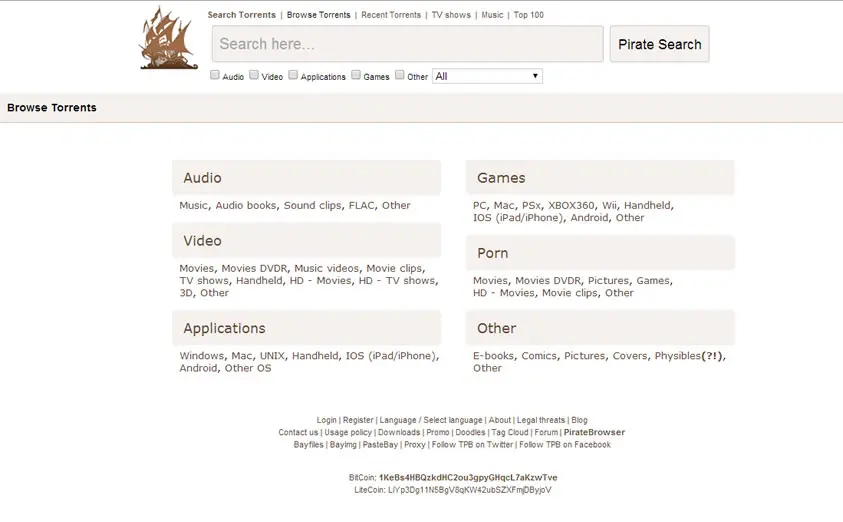 Search Torrents | Browse Torrents | Recent Torrents | TV shows | Music | Top 100
Search here...
Pirate Search
Audio Video Applications Games Other All
Browse Torrents
Audio
Music, Audio books, Sound clips, FLAC, Other
Video
Movies, Movies DVDR, Music videos, Movie clips,
TV shows, Handheld, HD - Movies, HD - TV shows,
3D, Other
Applications
Windows, Mac, UNIX, Handheld, IOS (iPad/iPhone),
Android, Other OS
Games
PC, Mac, PSx, XBOX360, Wii, Handheld,
IOS (iPad/iPhone), Android, Other
Porn
Movies, Movies DVDR, Pictures, Games,
HD - Movies, Movie clips, Other
Other
E-books, Comics, Pictures, Covers, Physibles(?!),
Other
Login | Register | Language / Select language | About | Legal threats | Blog
Contact us | Usage policy | Downloads | Promo | Doodles | Tag Cloud | Forum | PirateBrowser
Bayfiles | BayImg | PasteBay | Proxy | Follow TPB on Twitter | Follow TPB on Facebook
BitCoin: 1KeBs4HBQzkdHC2ou3gpyGHqcL7aKzwTve
LiteCoin: LiYp3Dg11N5BgV8qKW42ubSZXFmjDByjoV